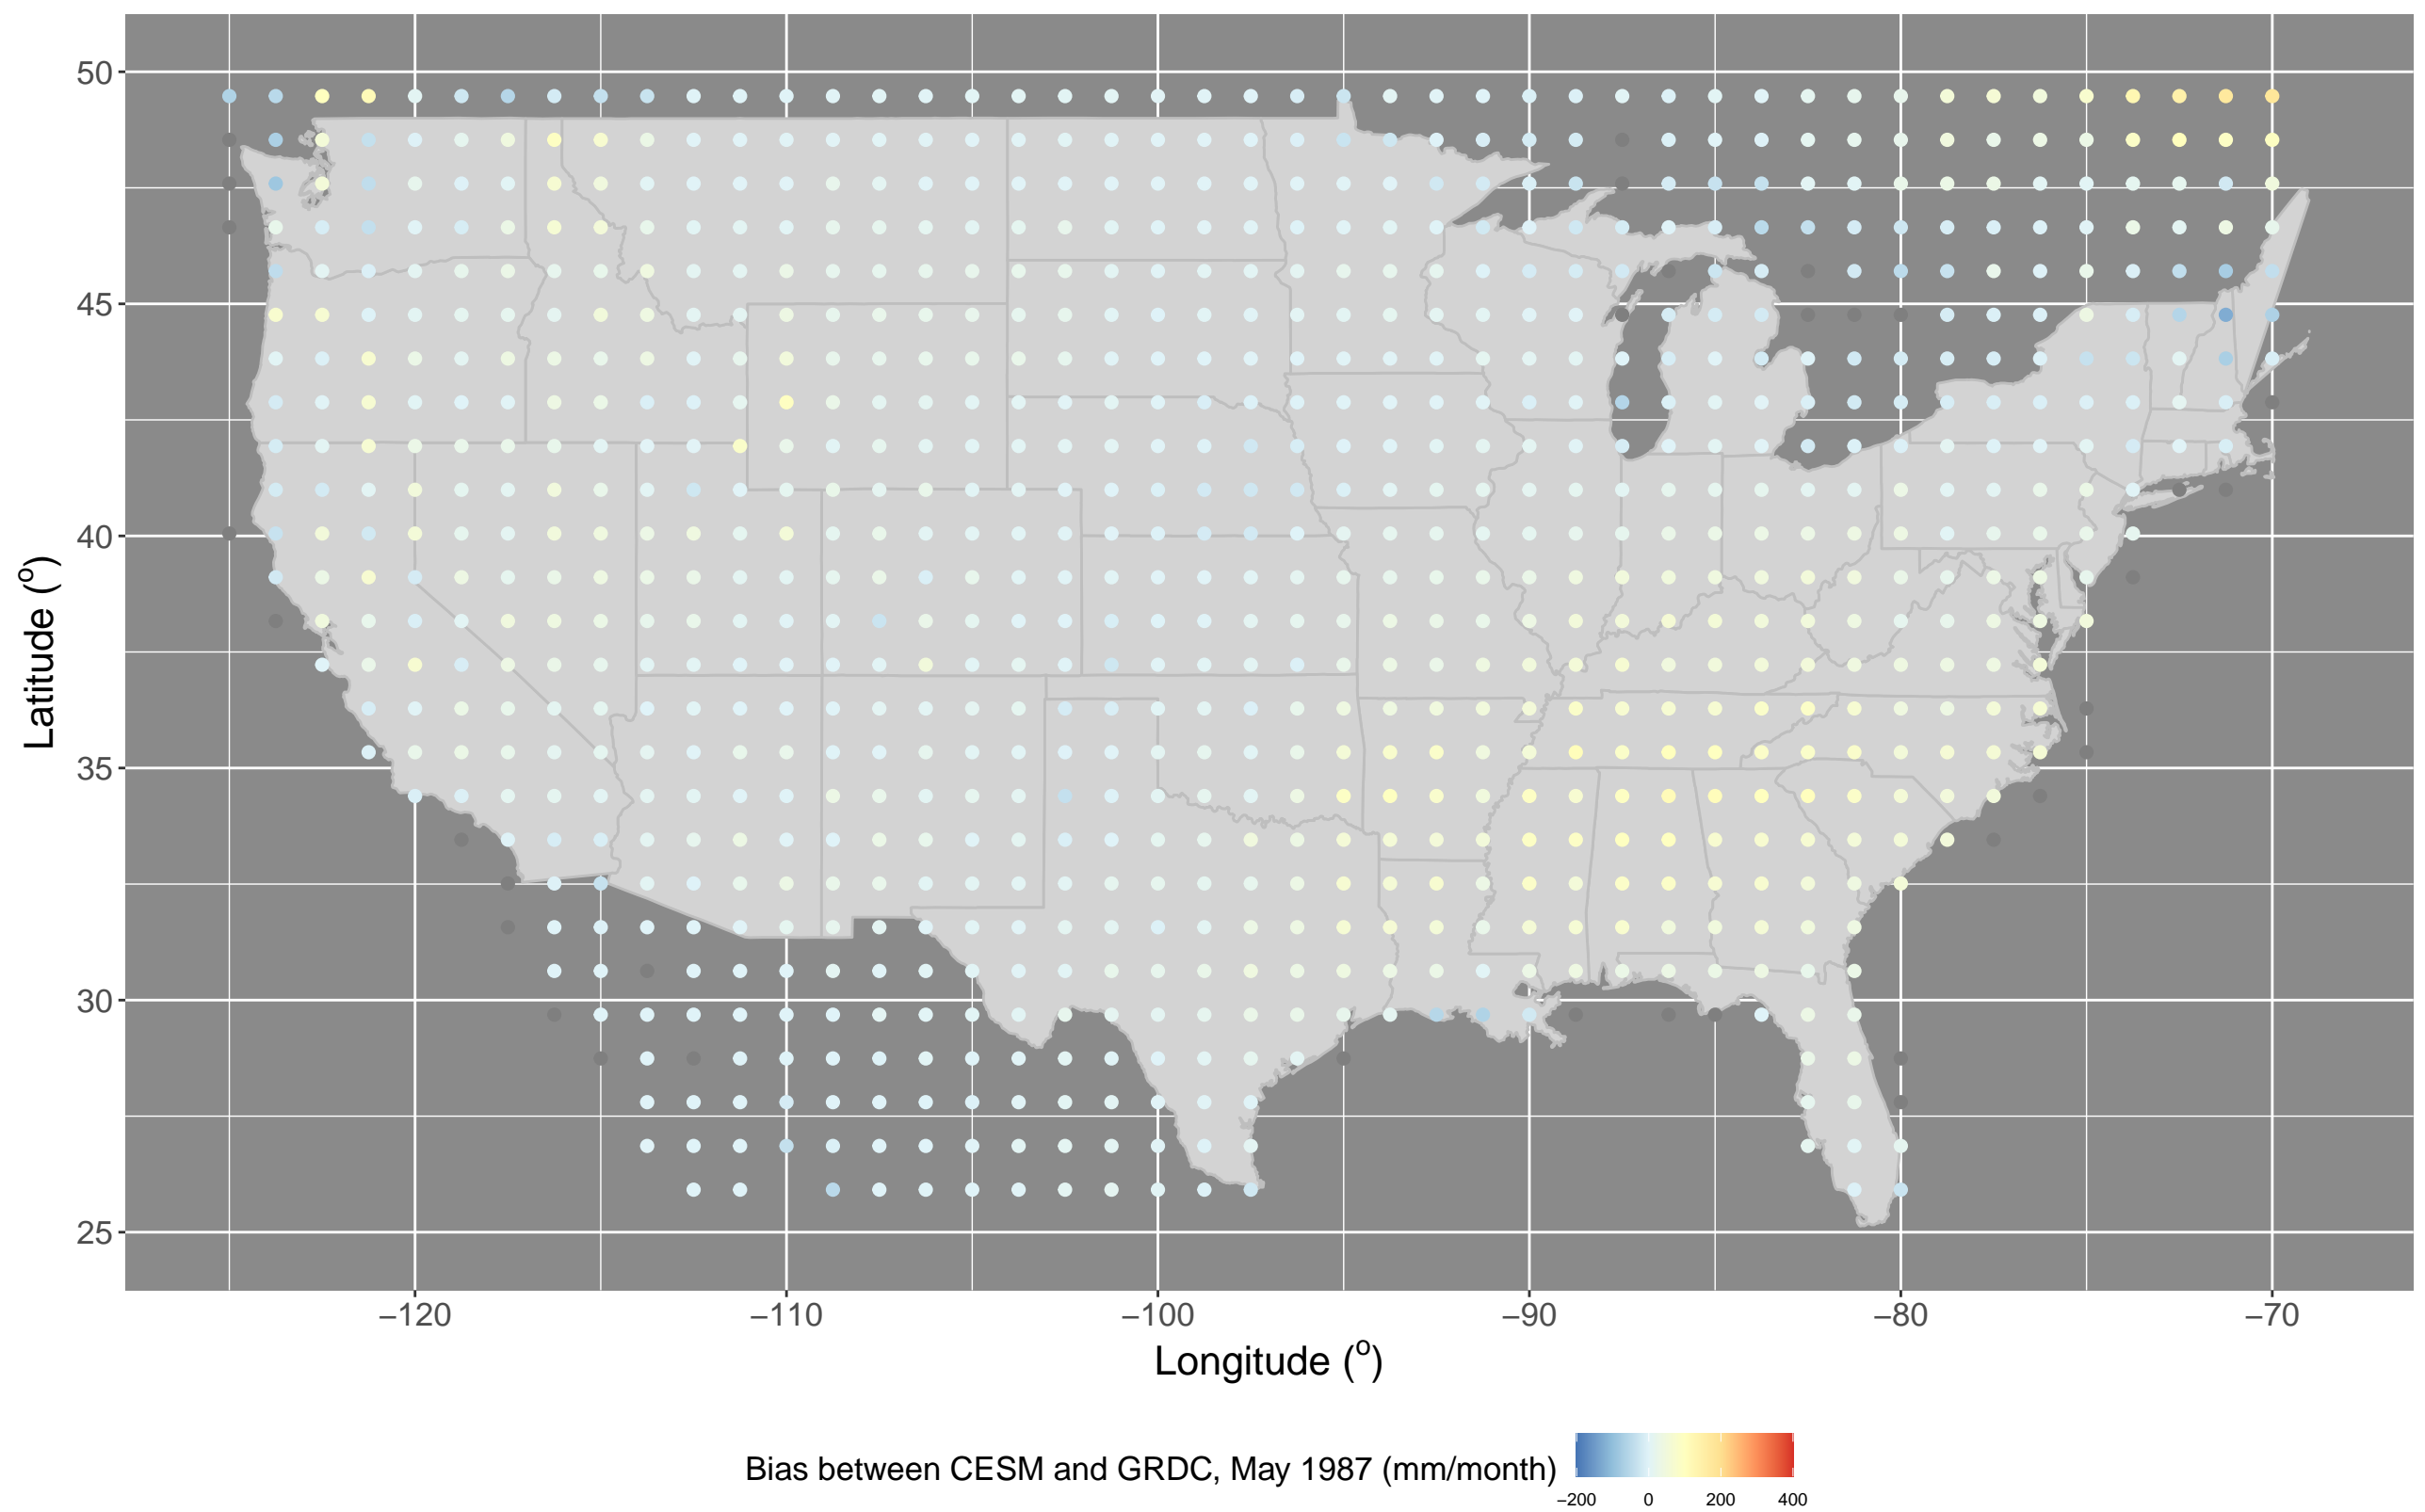 50
45
40
35
30
25
Latitude (º)
−120 −110 −100 −90 −80 −70
Longitude (º)
Bias between CESM and GRDC, May 1987 (mm/month)
−200 0 200 400